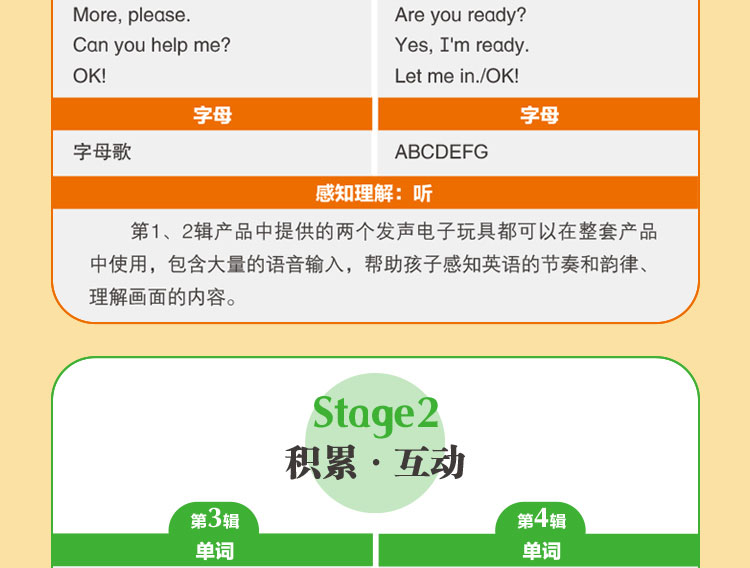 More, please.
Can you help me?
OK!
Are you ready?
Yes, I'm ready.
Let me in./OK!
字母
字母
字母歌
ABCDEFG
感知理解：听
第1、2辑产品中提供的两个发声电子玩具都可以在整套产品
中使用，包含大量的语音输入，帮助孩子感知英语的节奏和韵律、
理解画面的内容。
Stage2
积累·互动
第3辑
第4辑
单词
单词